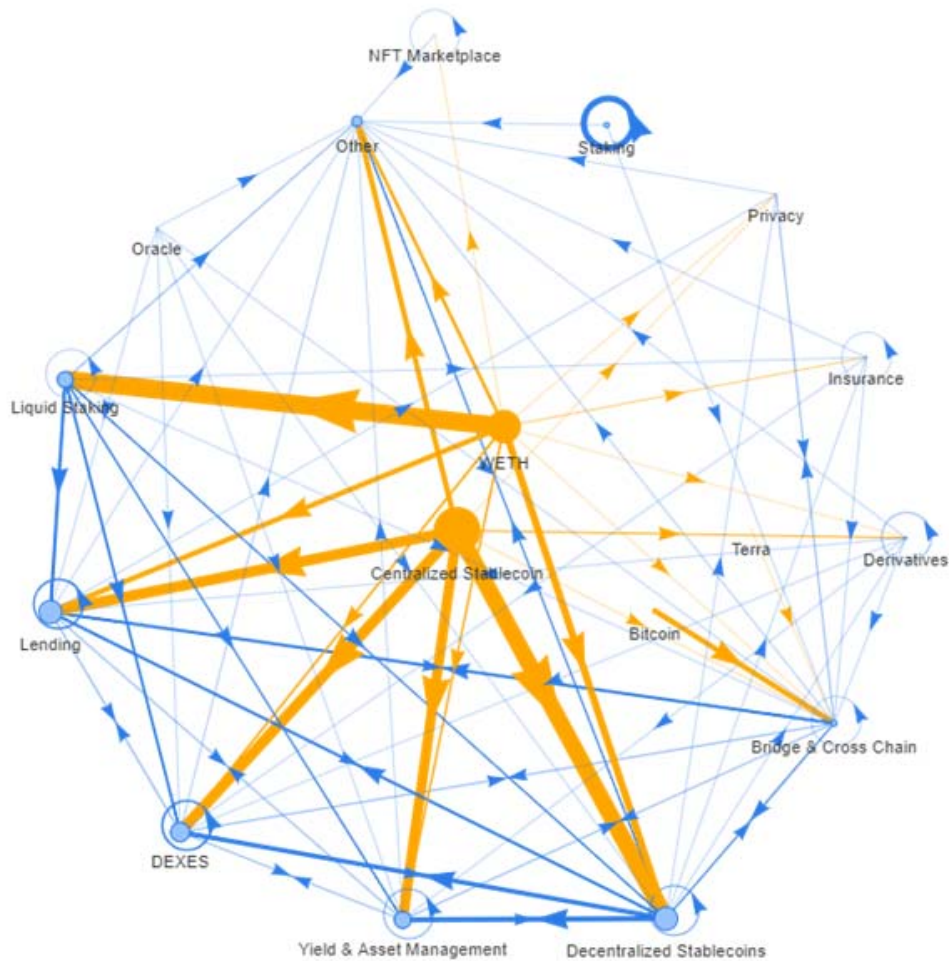 NFT Marketplace
Other
Staking
Privacy
Oracle
Insurance
Liquid Staking
WETH
Terra
Derivatives
Centralized Stablecoin
Bitcoin
Lending
Bridge & Cross Chain
DEXES
Yield & Asset Management
Decentralized Stablecoins